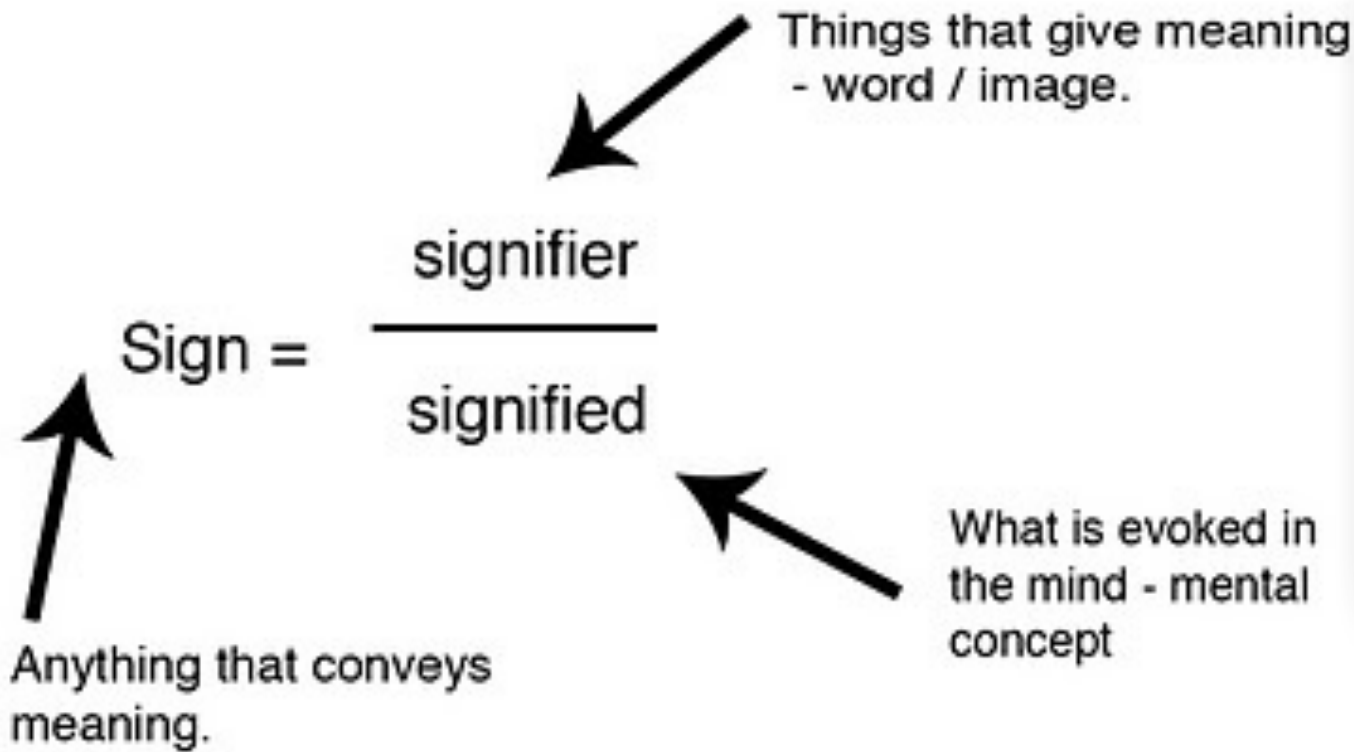 Things that give meaning
- word / image.
signifier
Sign =
signified
What is evoked in
the mind - mental
concept
Anything that conveys
meaning.